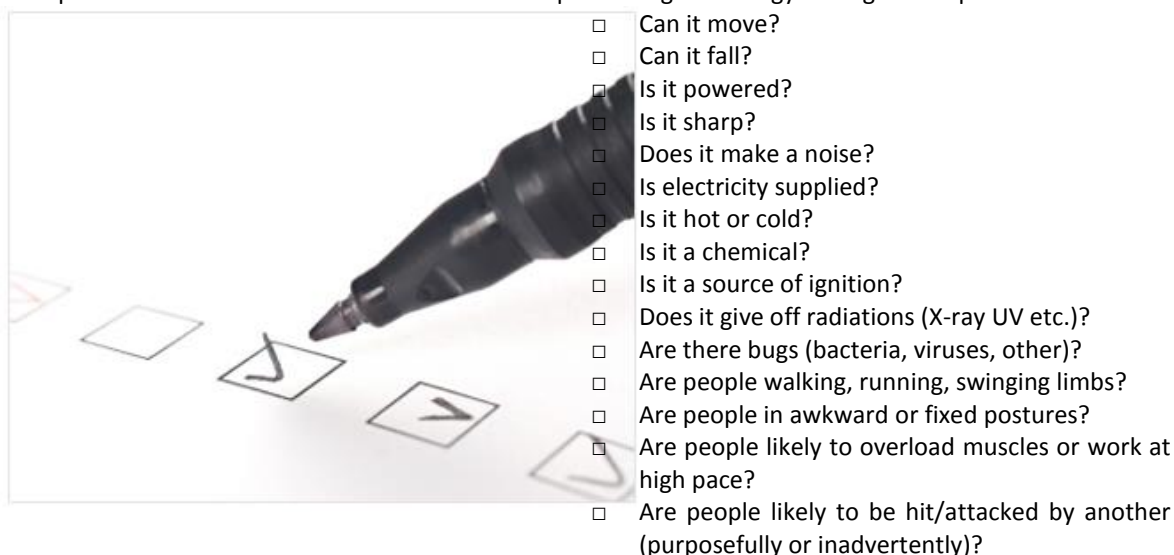 □ Can it move?
□ Can it fall?
□ Is it powered?
□ Is it sharp?
□ Does it make a noise?
□ Is electricity supplied?
□ Is it hot or cold?
□ Is it a chemical?
□ Is it a source of ignition?
□ Does it give off radiations (X-ray UV etc.)?
□ Are there bugs (bacteria, viruses, other)?
□ Are people walking, running, swinging limbs?
□ Are people in awkward or fixed postures?
□ Are people likely to overload muscles or work at
high pace?
□ Are people likely to be hit/attacked by another
(purposefully or inadvertently)?